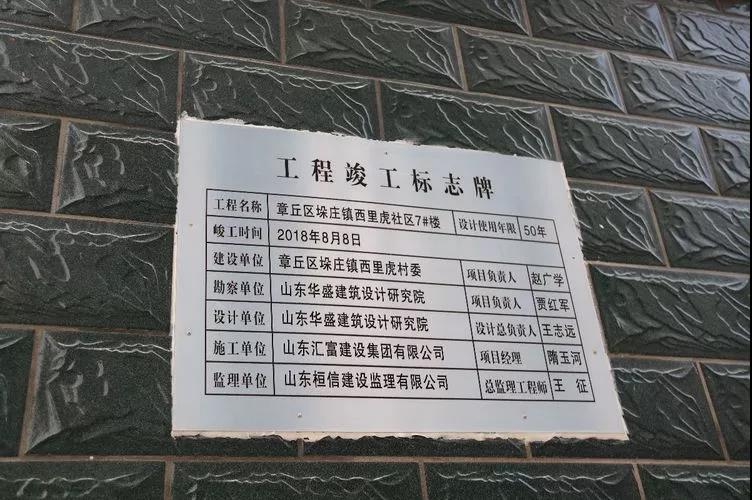 工程竣工标志牌
工程名称 章丘区垛庄镇西里虎社区7#楼 设计使用年限 50年
峻工时间 2018年8月8日
建设单位 章丘区垛庄镇西里虎村委 项目负责人 赵广学
勘察单位 山东华盛建筑设计研究院 项目负责人 贾红军
设计单位 山东华盛建筑设计研究院 设计总负责人 王志远
施工单位 山东汇富建设集团有限公司 项目经理 隋玉河
监理单位 山东桓信建设监理有限公司 总监理工程师 王征